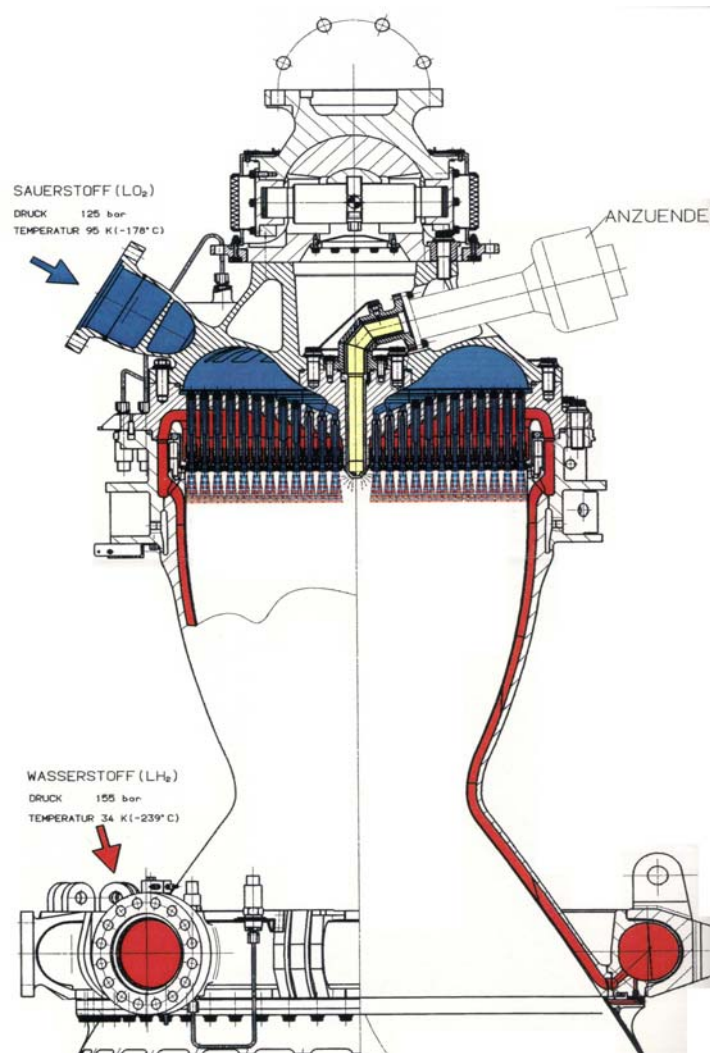 SAUERSTOFF (LO₂)
DRUCK 125 bar
TEMPERATUR 95 K(-178°C)
ANZUENDE
WASSERSTOFF (LH₂)
DRUCK 155 bar
TEMPERATUR 34 K(-239°C)